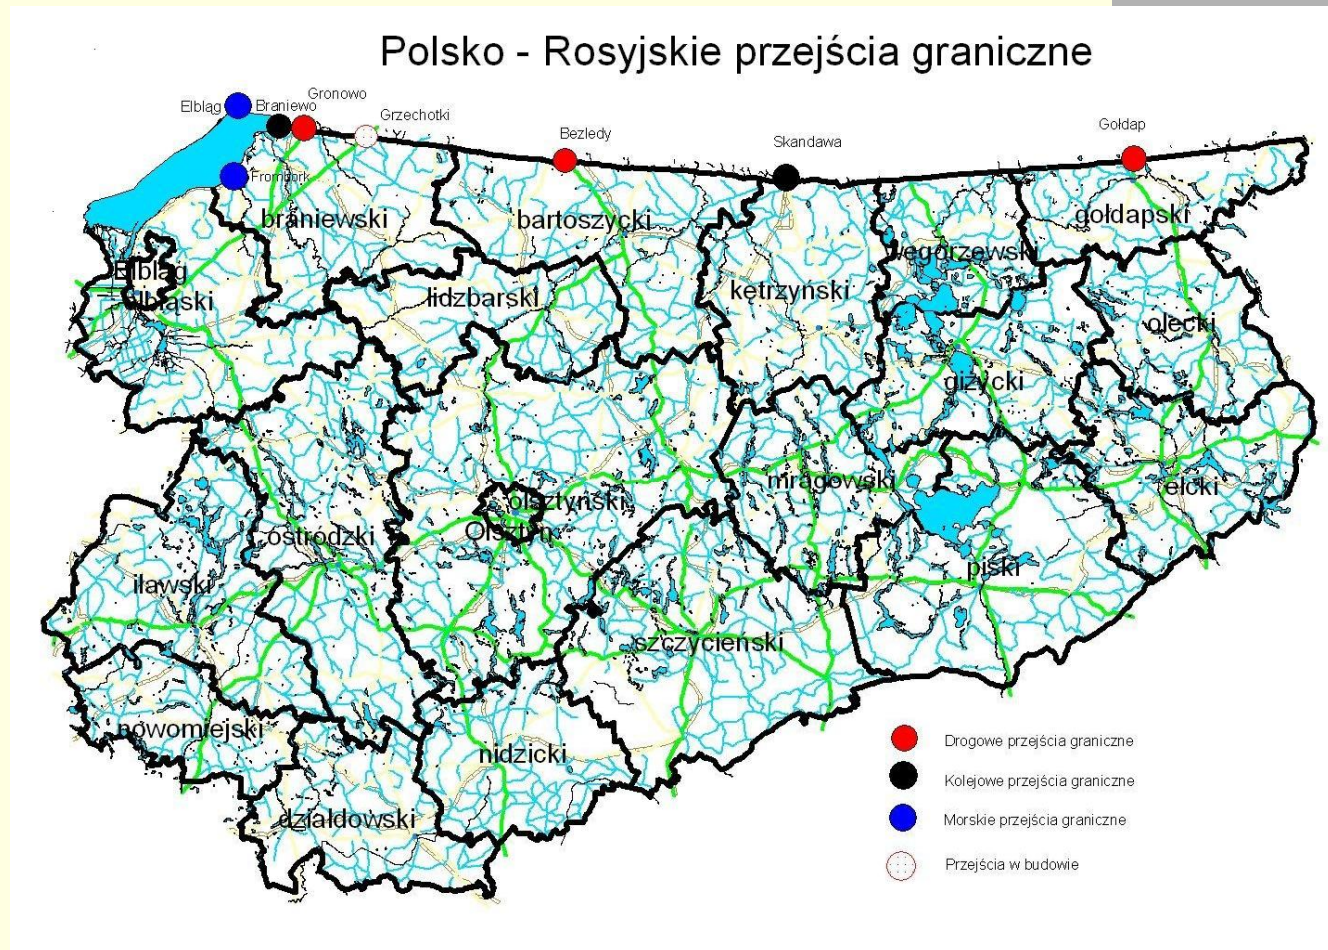 Polsko - Rosyjskie przejścia graniczne
Gronowo
Elbląg
Braniewo
Grzechotki
Bezledy
Skandawa
Gołdap
Frombork
braniewski
bartoszycki
gołdapski
węgorzewski
Elbląg
elbląski
lidzbarski
kętrzyński
olecki
giżycki
olsztyński
mrągowski
ełcki
Olsztyn
ostródzki
iławski
piski
szczycieński
nowomiejski
nidzicki
działdowski
Drogowe przejścia graniczne
Kolejowe przejścia graniczne
Morskie przejścia graniczne
Przejścia w budowie